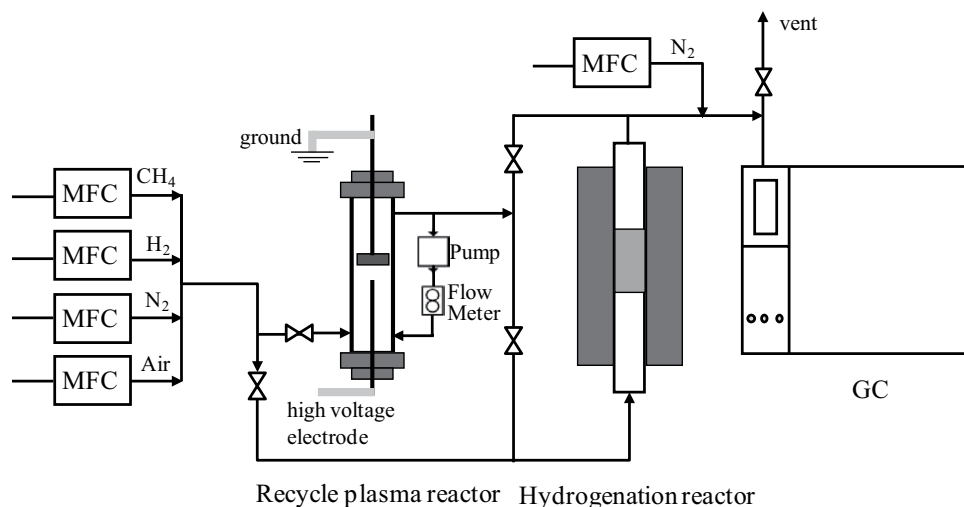 vent
N₂
MFC
ground
MFC
CH₄
MFC
H₂
MFC
N₂
MFC
Air
Pump
Flow
Meter
high voltage
electrode
GC
Recycle plasma reactor
Hydrogenation reactor